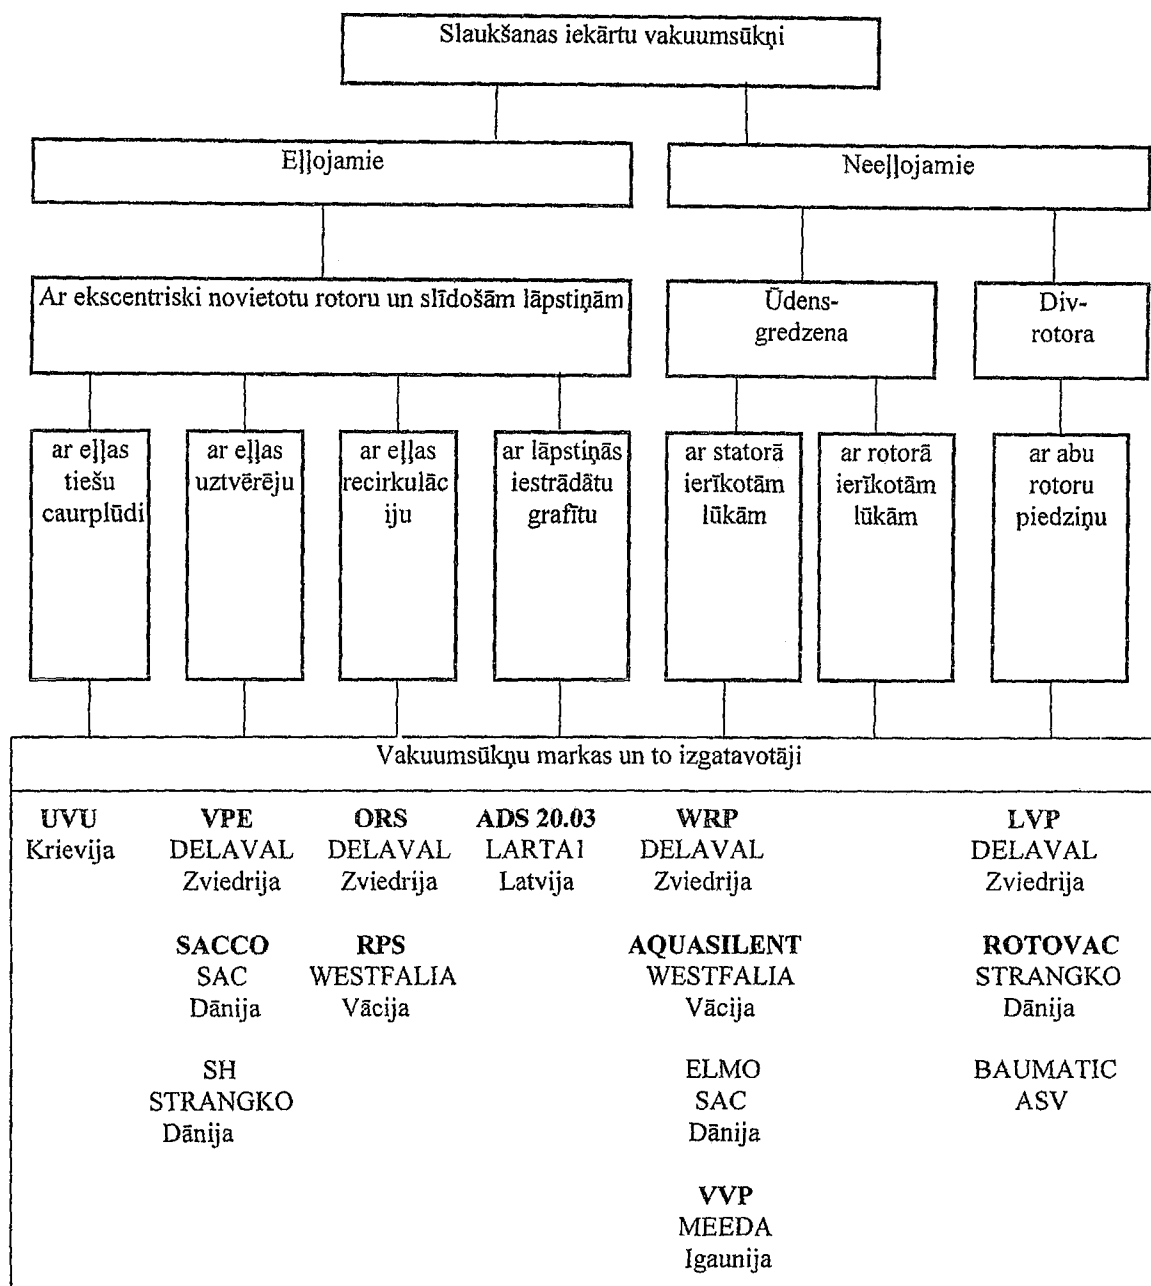 Slaukšanas iekārtu vakuumsūkņi
Eļļojamie
Neeļļojamie
Ar ekscentriski novietotu rotoru un slīdošām lāpstiņām
Ūdens-
gredzena
Div-
rotora
ar eļļas
tiešu
caurplūdi
ar eļļas
uztvērēju
ar eļļas
recirkulāc
iju
ar lāpstiņās
iestrādātu
grafītu
ar statorā
ierīkotām
lūkām
ar rotorā
ierīkotām
lūkām
ar abu
rotoru
piedziņu
Vakuumsūkņu markas un to izgatavotāji
UVU
Krievija
VPE
DELAVAL
Zviedrija
SACCO
SAC
Dānija
SH
STRANGKO
Dānija
ORS
DELAVAL
Zviedrija
RPS
WESTFALIA
Vācija
ADS 20.03
LARTA1
Latvija
WRP
DELAVAL
Zviedrija
AQUASILENT
WESTFALIA
Vācija
ELMO
SAC
Dānija
VVP
MEEDA
Igaunija
LVP
DELAVAL
Zviedrija
ROTOVAC
STRANGKO
Dānija
BAUMATIC
ASV